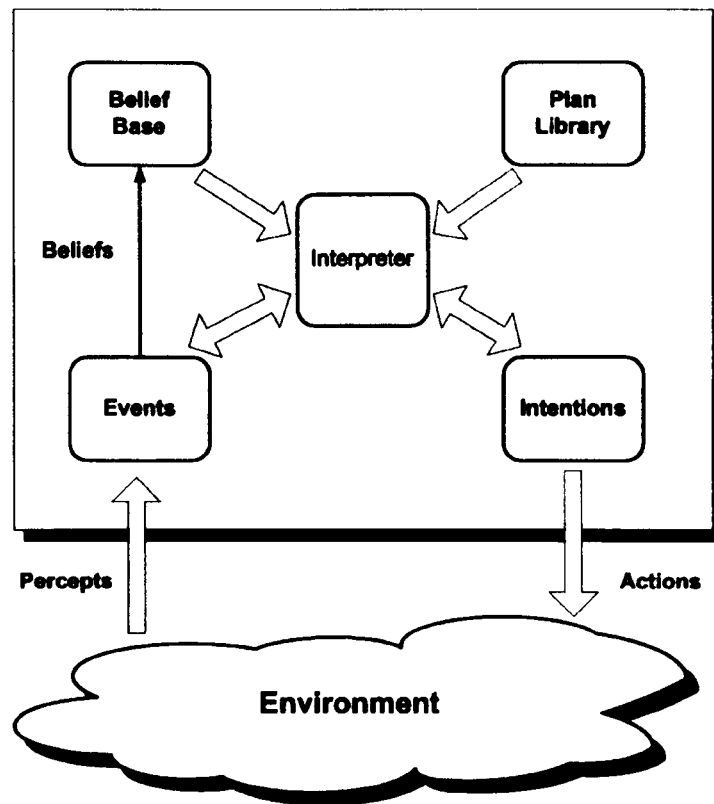 Belief
Base
Plan
Library
Interpreter
Beliefs
Events
Intentions
Percepts
Actions
Environment